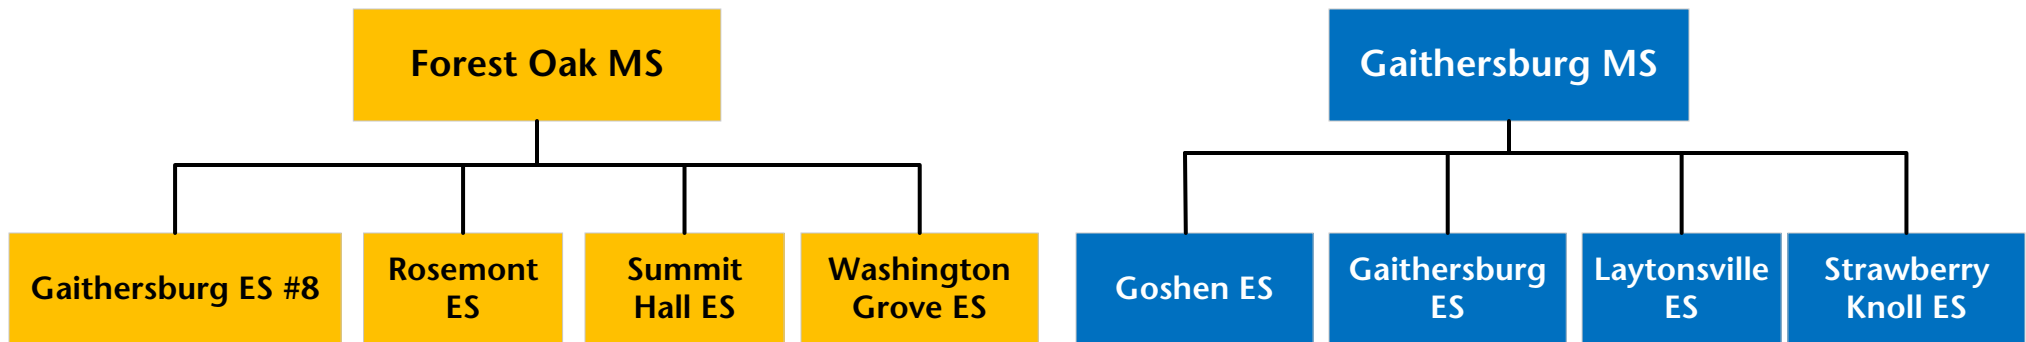 Forest Oak MS
Gaithersburg MS
Gaithersburg ES #8
Rosemont
ES
Summit
Hall ES
Washington
Grove ES
Goshen ES
Gaithersburg
ES
Laytonsville
ES
Strawberry
Knoll ES